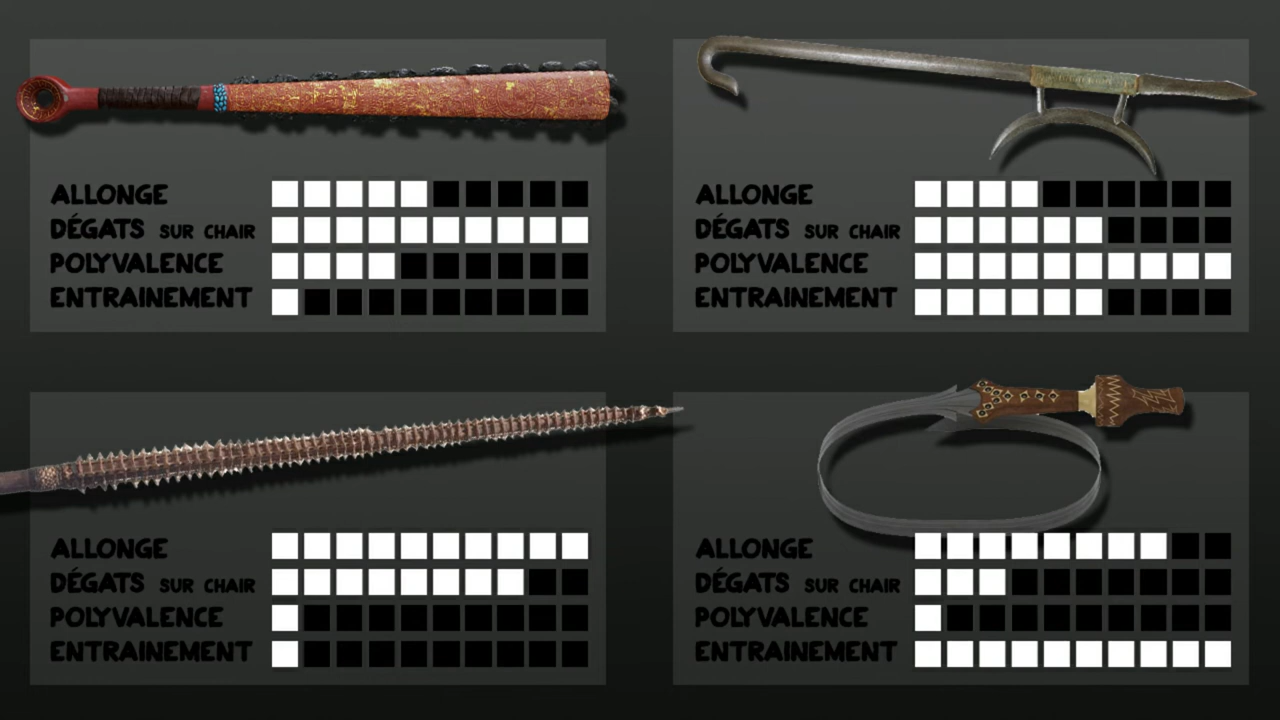 ALLONGE
DÉGATS SUR CHAIR
POLYVALENCE
ENTRAINEMENT
ALLONGE
DÉGATS SUR CHAIR
POLYVALENCE
ENTRAINEMENT
ALLONGE
DÉGATS SUR CHAIR
POLYVALENCE
ENTRAINEMENT
ALLONGE
DÉGATS SUR CHAIR
POLYVALENCE
ENTRAINEMENT